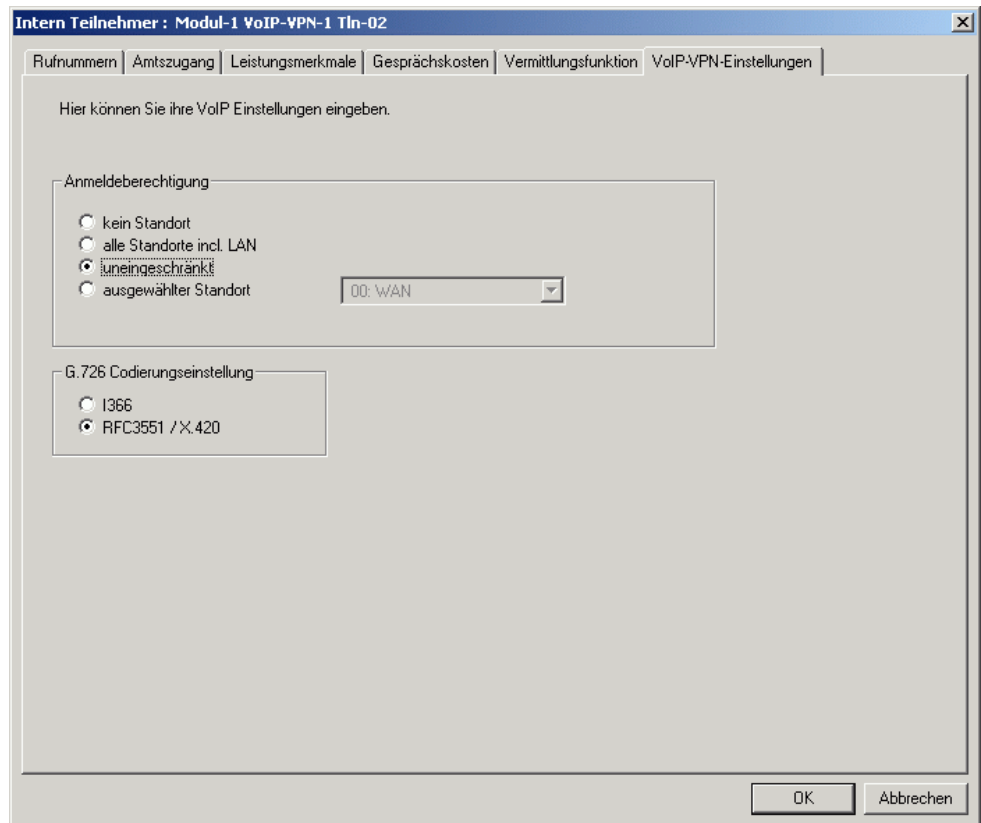 Intern Teilnehmer : Modul-1 VoIP-VPN-1 Tln-02
Rufnummern Amtszugang Leistungsmerkmale Gesprächskosten Vermittlungsfunktion VoIP-VPN-Einstellungen
Hier können Sie ihre VoIP Einstellungen eingeben.
Anmeldeberechtigung
kein Standort
alle Standorte incl. LAN
uneingeschränkt
ausgewählter Standort 00: WAN
G.726 Codierungseinstellung
I366
RFC3551 / X.420
OK Abbrechen